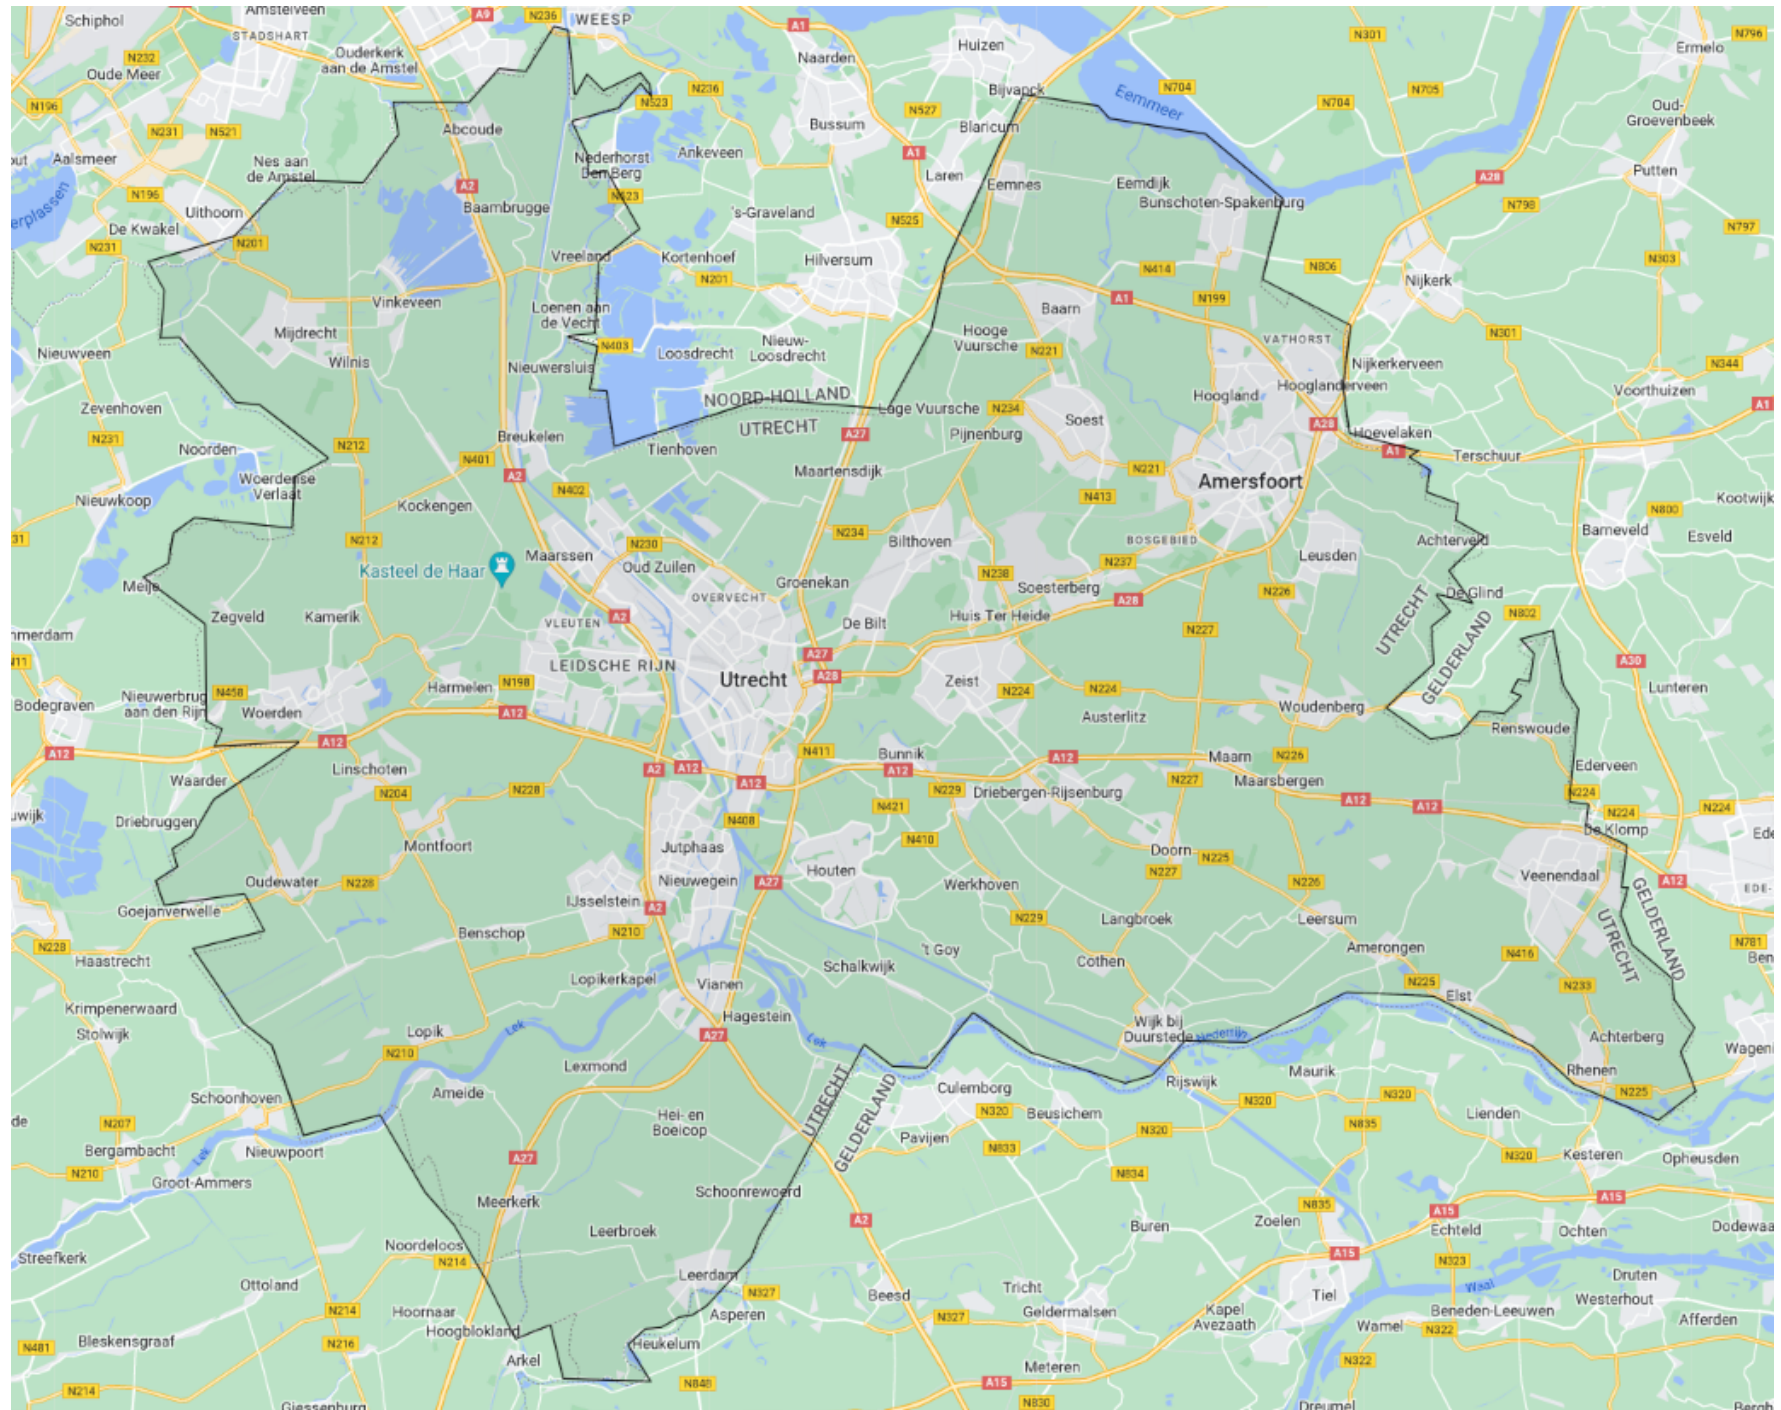 Schiphol
Amstelveen
STADSHART
A9
N236
WEESP
A1
Huizen
N301
N796
Ermelo
N232
Oude Meer
Ouderkerk
aan de Amstel
Naarden
Bijvanck
Eemmeer
N704
N704
N705
N196
N236
N523
N527
Oud-
Groevenbeek
N231
N521
Abcoude
Bussum
Blaricum
Aalsmeer
Nes aan
de Amstel
Nederhorst
Den Berg
Ankeveen
A1
Laren
Eemnes
Eemdijk
Putten
A28
N196
A2
N523
Bunschoten-Spakenburg
N798
erplassen
Uithoorn
Baambrugge
's-Graveland
N525
De Kwakel
N231
N201
Vreeland
Kortenhoef
Hilversum
N414
N806
N797
N303
N201
Nijkerk
Vinkeveen
Loenen aan
de Vecht
Baarn
A1
N199
Mijdrecht
N403
Nieuw-
Loosdrecht
Hooge
Vuursche
VATHORST
N301
Nieuwveen
Wilnis
Nieuwersluis
Loosdrecht
N221
Nijkerkerveen
N344
Zevenhoven
NOORD-HOLLAND
UTRECHT
Lage Vuursche
N234
Hoogland
Hooglanderveen
Voorthuizen
A1
N231
Noorden
N212
Breukelen
Tienhoven
A27
Pijnenburg
Soest
A28
Hoevelaken
A1
Terschuur
N401
A2
Maartensdijk
N221
Amersfoort
Woerdense
Verlaat
N402
N413
Nieuwkoop
Kockengen
Kootwijk
N800
31
N212
N230
N234
Bilthoven
BOSGEBIED
Achterveld
Barneveld
Esveld
Maarssen
Oud Zuilen
Leusden
Kasteel de Haar
N238
N237
Meije
Groenekan
Soesterberg
N226
De Glind
OVERVECHT
A28
UTRECHT
GELDERLAND
N802
Zegveld
Kamerik
VLEUTEN
A2
De Bilt
Huis Ter Heide
N227
nmerdam
LEIDSCHE RIJN
A27
A28
A30
N11
Utrecht
Zeist
N224
N224
Lunteren
Nieuwerbrug
aan den Rijn
N458
Harmelen
N198
Bodegraven
Woerden
A12
Austerlitz
Woudenberg
Renswoude
A12
A12
N411
Bunnik
A12
A12
Maarn
N226
Ederveen
Waarder
Linschoten
A2
A12
A12
N229
Driebergen-Rijsenburg
N227
Maarsbergen
N224
N204
N228
N421
A12
A12
N224
N224
uwijk
Driebruggen
N408
N410
De Klomp
Ede
Montfoort
Jutphaas
Doorn
N225
Oudewater
N228
Nieuwegein
A27
Houten
Werkhoven
N227
N226
Veenendaal
A12
EDE-
Goejanverwelle
IJsselstein
A2
N229
Langbroek
Leersum
GELDERLAND
UTRECHT
N228
Benschop
N210
't Goy
Amerongen
N416
N781
Ben
Haastrecht
Lopikerkapel
Schalkwijk
Cothen
Vianen
N225
Elst
N233
Krimpenerwaard
Stolwijk
Lopik
Lek
Hagestein
A27
Lek
Wijk bij
Duurstede
Nederrijn
Achterberg
N210
Wageni
Lexmond
UTRECHT
GELDERLAND
Culemborg
Rijswijk
Maurik
Rhenen
N225
Schoonhoven
Ameide
de
N207
Hei- en
Boeicop
N320
Beusichem
N320
N320
Lienden
Bergambacht
Nieuwpoort
Pavijen
N833
N320
N835
N320
Kesteren
Opheusden
N210
Lek
A27
N834
Groot-Ammers
Meerkerk
Schoonrewoerd
N835
A15
A15
Leerbroek
A2
Buren
Zoelen
Echteld
Ochten
Dodewaa
Streefkerk
Noordeloos
N214
A15
N323
Ottoland
Leerdam
N327
Beesd
Tricht
Tiel
Waal
Druten
N214
Hoornaar
Asperen
N327
Geldermalsen
Kapel
Avezaath
Beneden-Leeuwen
Westerhout
N481
Bleskensgraaf
N216
Hoogblokland
Heukelum
Wamel
N322
Afferden
Arkel
Meteren
N322
N214
N848
A15
N830
Giessenburg
Dreumel
Bergh